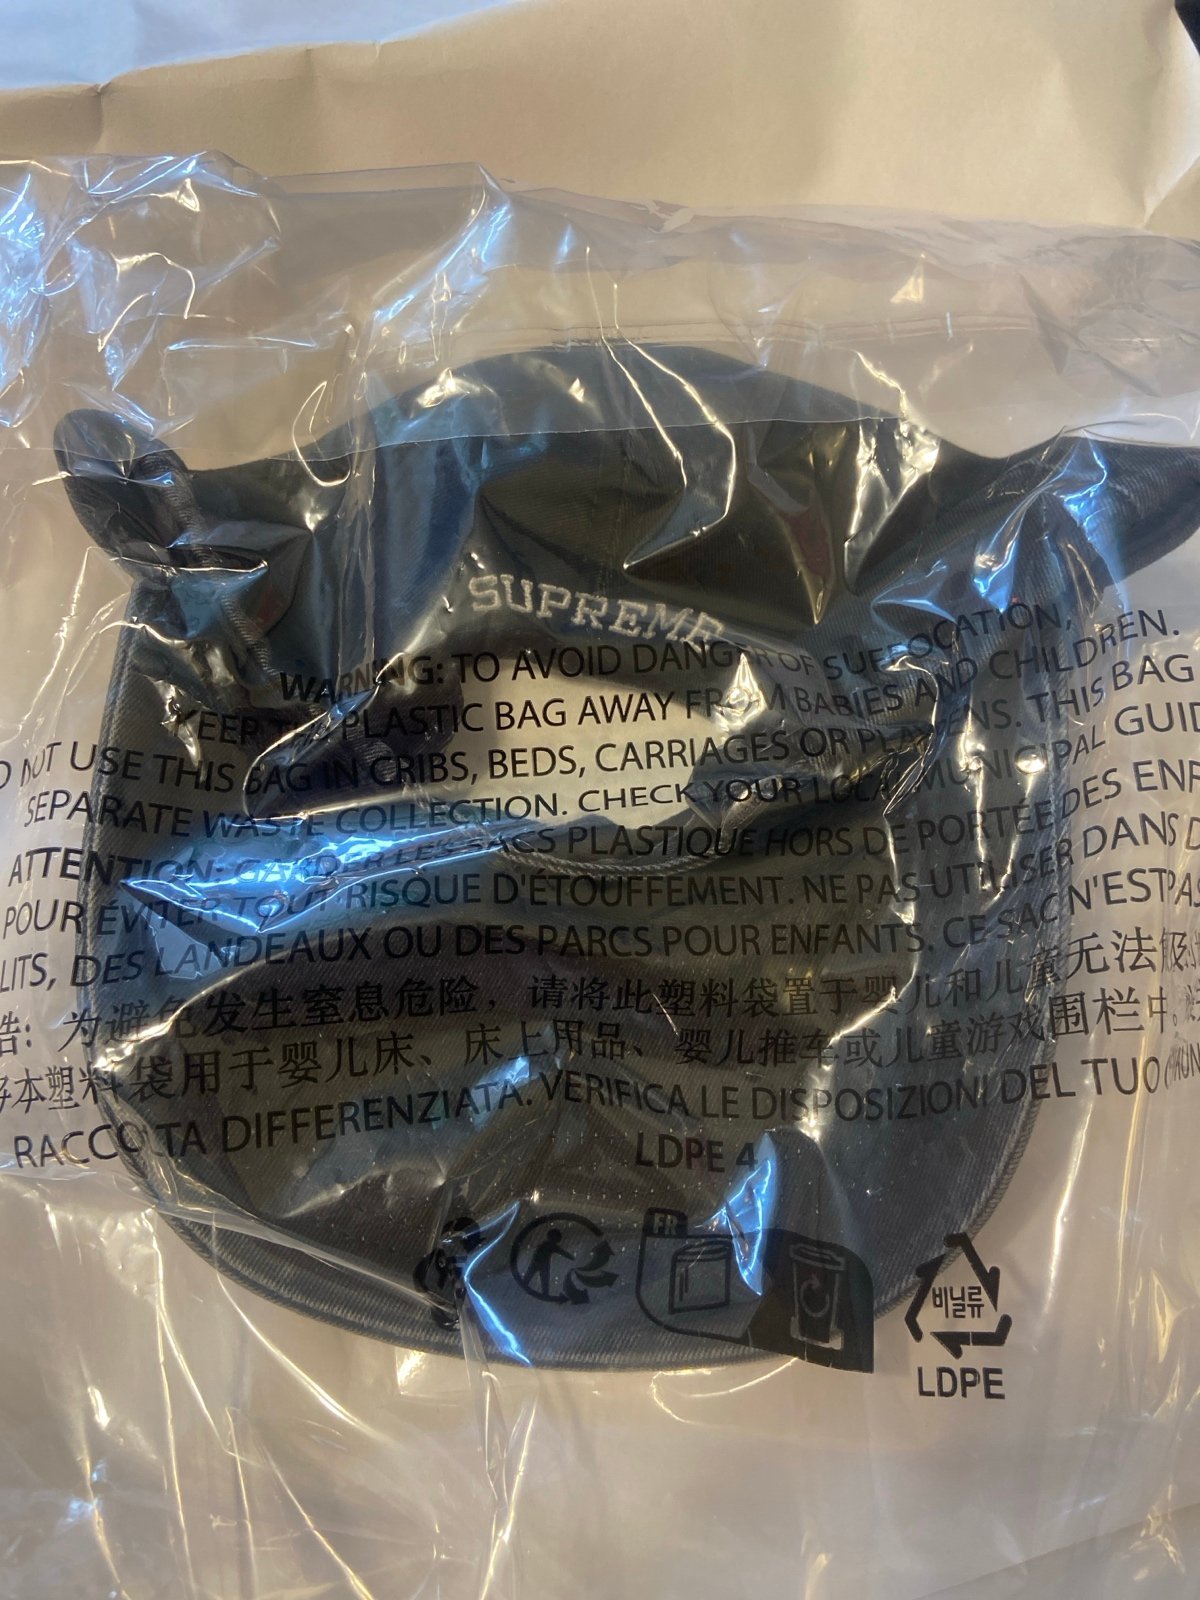 SUPREME
WARNING: TO AVOID DANGER OF SUFFOCATION,
KEEP THIS PLASTIC BAG AWAY FROM BABIES AND CHILDREN.
DO NOT USE THIS BAG IN CRIBS, BEDS, CARRIAGES OR PLAYPENS. THIS BAG
SEPARATE WASTE COLLECTION. CHECK YOUR LOCAL MUNICIPAL GUID
ATTENTION: GARDER LES SACS PLASTIQUE HORS DE PORTÉE DES ENF
POUR ÉVITER TOUT RISQUE D'ÉTOUFFEMENT. NE PAS UTILISER DANS D
LITS, DES LANDEAUX OU DES PARCS POUR ENFANTS. CE SAC N'EST PAS
告: 为避免发生窒息危险, 请将此塑料袋置于婴儿和儿童无法
将本塑料袋用于婴儿床、床上用品、婴儿推车或儿童游戏围栏中。
RACCOLTA DIFFERENZIATA. VERIFICA LE DISPOSIZIONI DEL TUO
LDPE 4
FR
비닐류
LDPE